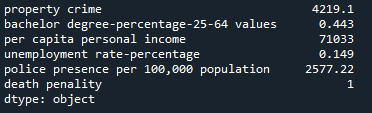 property crime 4219.1
bachelor degree-percentage-25-64 values 0.443
per capita personal income 71033
unemployment rate-percentage 0.149
police presence per 100,000 population 2577.22
death penality 1
dtype: object